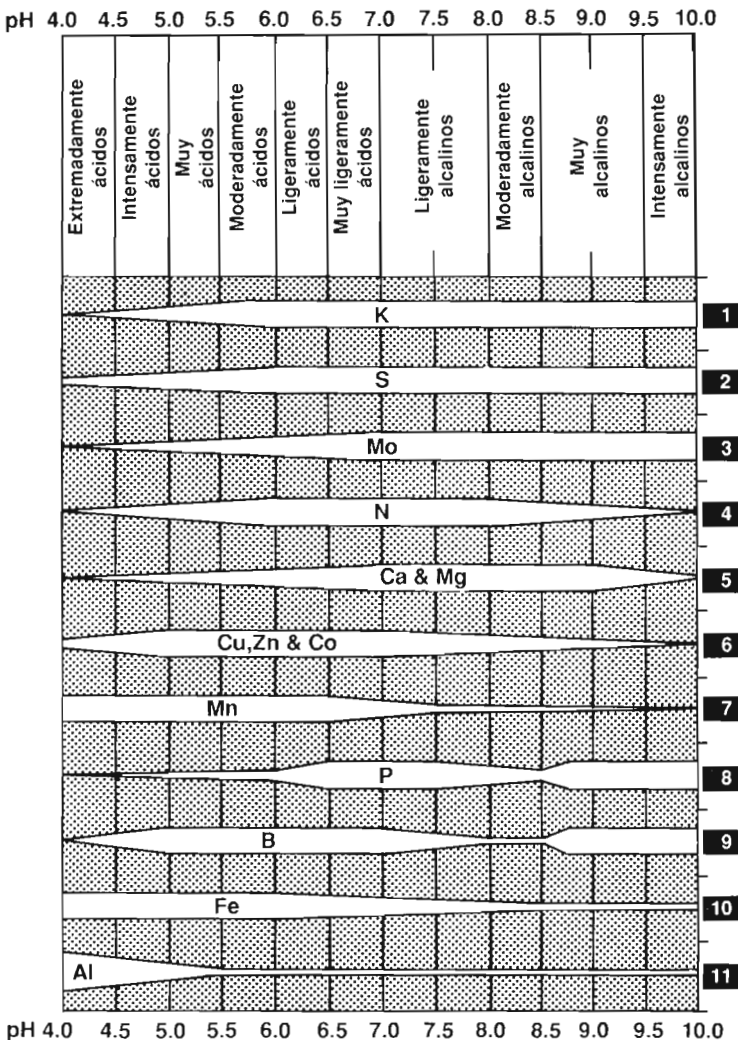 pH 4.0 4.5 5.0 5.5 6.0 6.5 7.0 7.5 8.0 8.5 9.0 9.5 10.0
Extremadamente
ácidos
Intensamente
ácidos
Muy
ácidos
Moderadamente
ácidos
Ligeramente
ácidos
Muy ligeramente
ácidos
Ligeramente
alcalinos
Moderadamente
alcalinos
Muy
alcalinos
Intensamente
alcalinos
K 1
S 2
Mo 3
N 4
Ca & Mg 5
Cu,Zn & Co 6
Mn 7
P 8
B 9
Fe 10
Al 11
pH 4.0 4.5 5.0 5.5 6.0 6.5 7.0 7.5 8.0 8.5 9.0 9.5 10.0